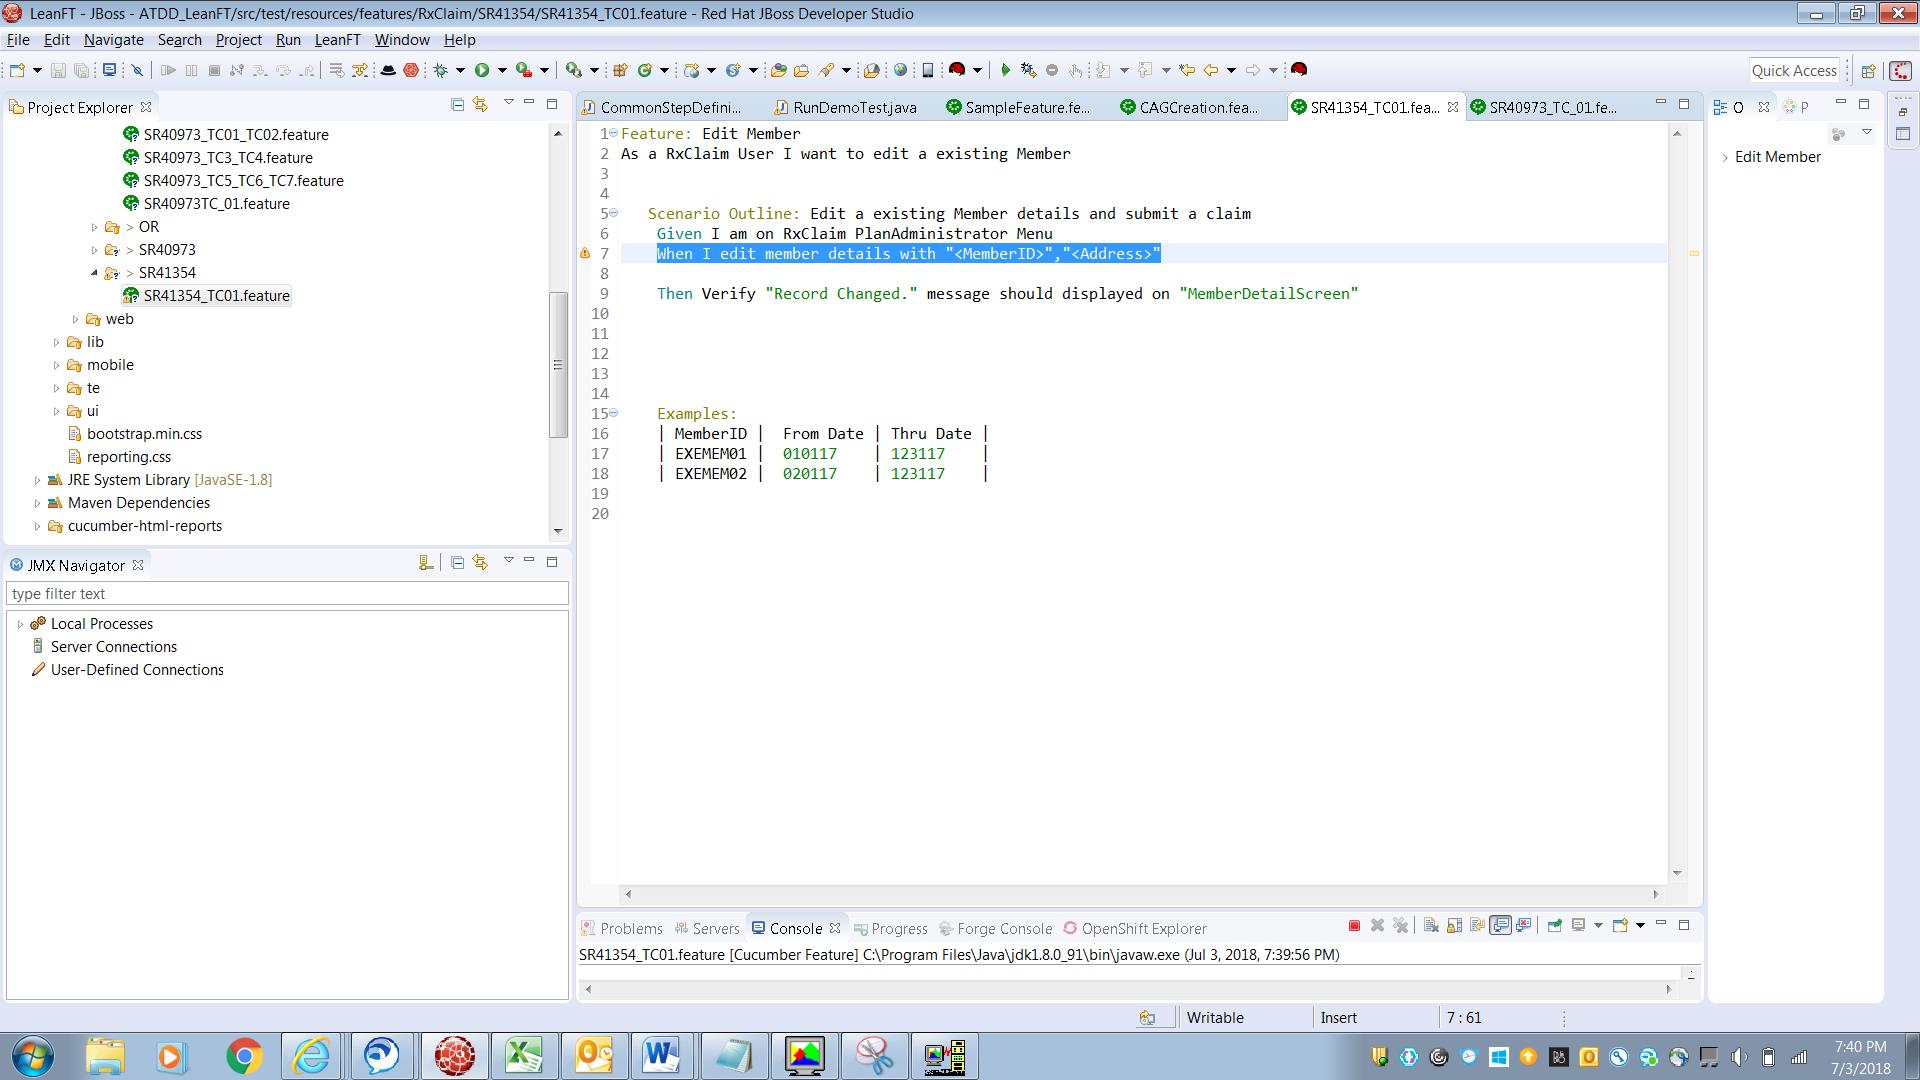 LeanFT - JBoss - ATDD_LeanFT/src/test/resources/features/RxClaim/SR41354/SR41354_TC01.feature - Red Hat JBoss Developer Studio
File Edit Navigate Search Project Run LeanFT Window Help
Quick Access
Project Explorer
SR40973_TC01_TC02.feature
SR40973_TC3_TC4.feature
SR40973_TC5_TC6_TC7.feature
SR40973TC_01.feature
> OR
> SR40973
> SR41354
SR41354_TC01.feature
web
lib
mobile
te
ui
bootstrap.min.css
reporting.css
JRE System Library [JavaSE-1.8]
Maven Dependencies
cucumber-html-reports
JMX Navigator
type filter text
Local Processes
Server Connections
User-Defined Connections
CommonStepDefini... RunDemoTest.java SampleFeature.fe... CAGCreation.fea... SR41354_TC01.fea... SR40973_TC_01.fe...
1 Feature: Edit Member
2 As a RxClaim User I want to edit a existing Member
3
4
5 Scenario Outline: Edit a existing Member details and submit a claim
6 Given I am on RxClaim PlanAdministrator Menu
7 When I edit member details with "<MemberID>","<Address>"
8
9 Then Verify "Record Changed." message should displayed on "MemberDetailScreen"
10
11
12
13
14
15 Examples:
16 | MemberID | From Date | Thru Date |
17 | EXEMEM01 | 010117 | 123117 |
18 | EXEMEM02 | 020117 | 123117 |
19
20
O P
Edit Member
Problems Servers Console Progress Forge Console OpenShift Explorer
SR41354_TC01.feature [Cucumber Feature] C:\Program Files\Java\jdk1.8.0_91\bin\javaw.exe (Jul 3, 2018, 7:39:56 PM)
Writable Insert 7 : 61
7:40 PM
7/3/2018